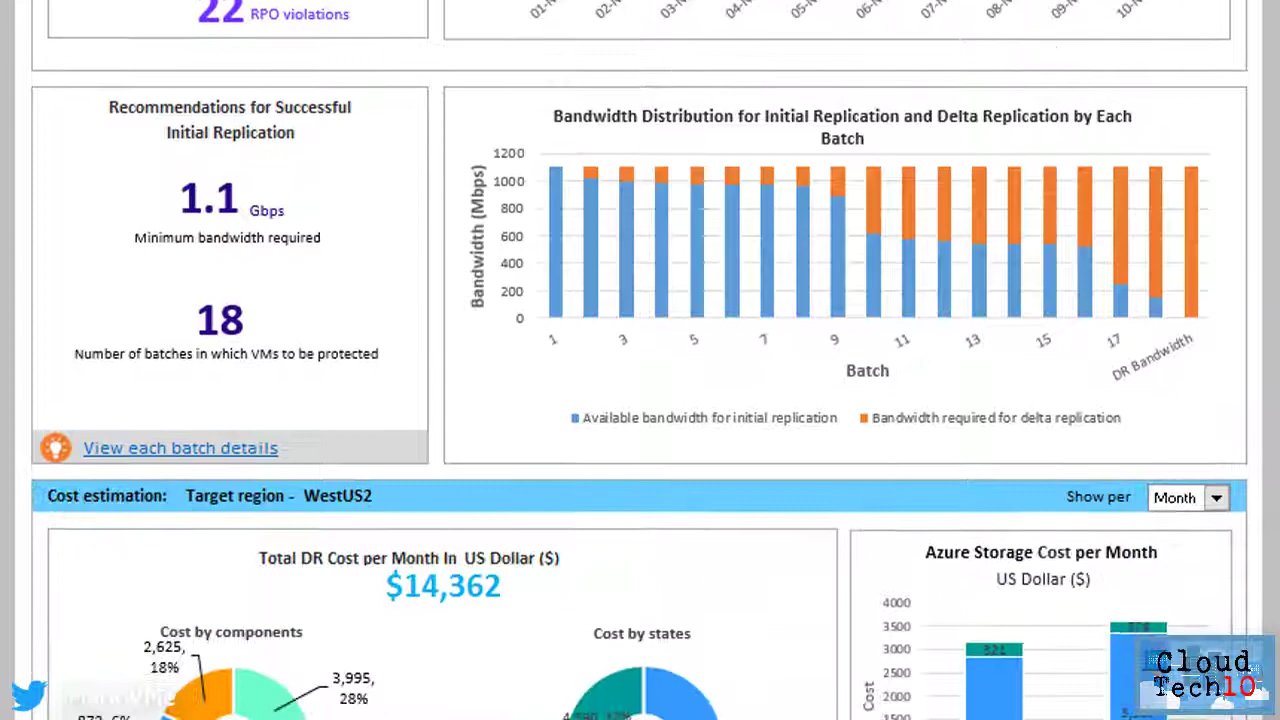 22 RPO violations
Recommendations for Successful
Initial Replication
1.1 Gbps
Minimum bandwidth required
18
Number of batches in which VMs to be protected
View each batch details
Bandwidth Distribution for Initial Replication and Delta Replication by Each
Batch
Bandwidth (Mbps)
1200
1000
800
600
400
200
0
1 3 5 7 9 11 13 15 17 DR Bandwidth
Batch
Available bandwidth for initial replication Bandwidth required for delta replication
Cost estimation: Target region - WestUS2 Show per Month
Total DR Cost per Month In US Dollar ($)
$14,362
Cost by components
2,625,
18%
3,995,
28%
Cost by states
Azure Storage Cost per Month
US Dollar ($)
Cost
4000
3500
3000
2500
2000
1500
321
Cloud
Tech10